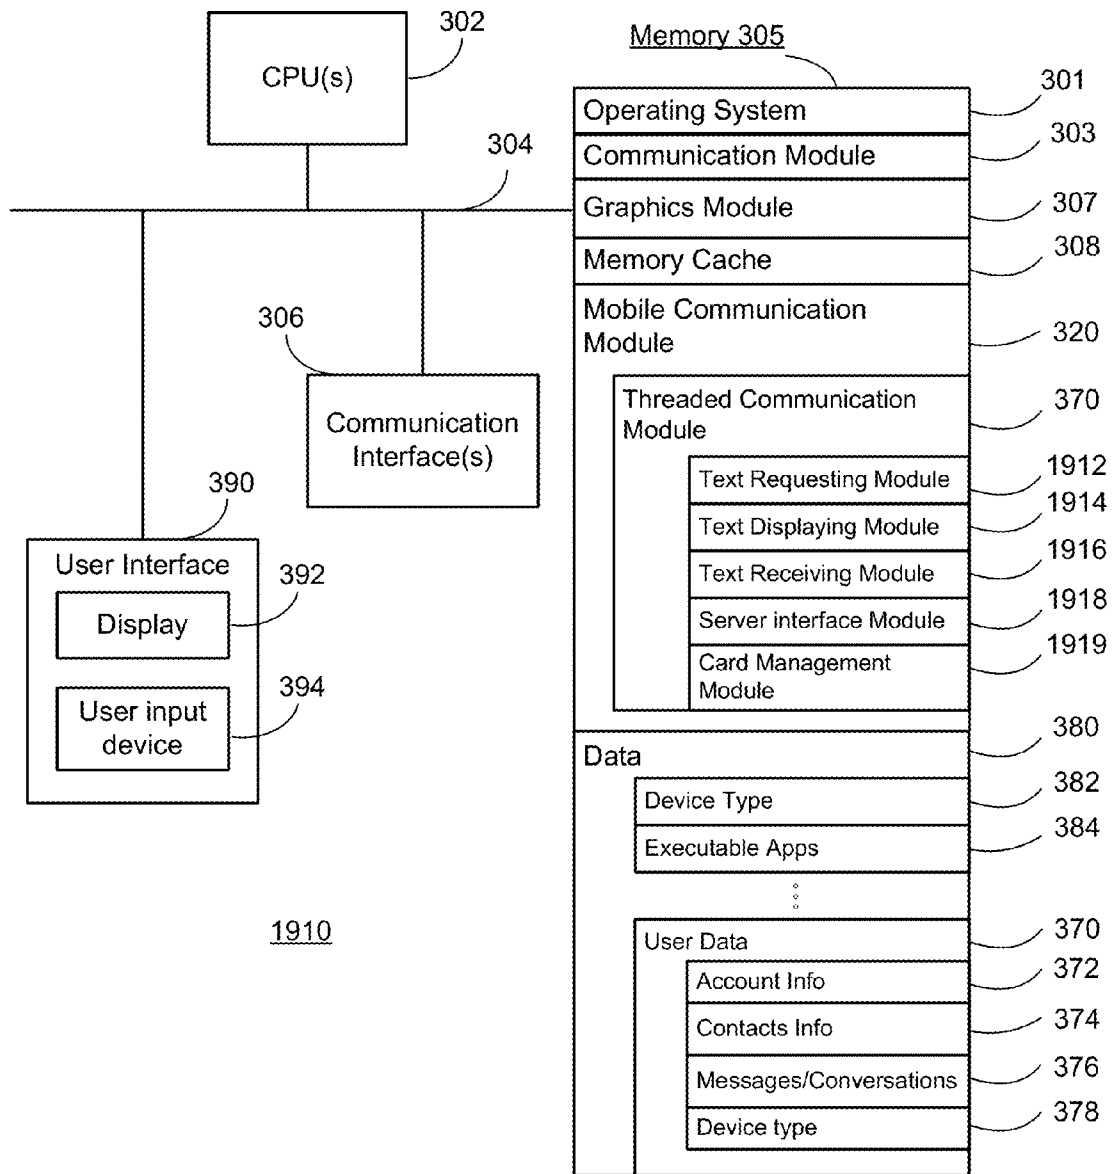 302
CPU(s)
304
306
Communication
Interface(s)
390
User Interface
392
Display
394
User input
device
1910
Memory 305
Operating System
301
Communication Module
303
Graphics Module
307
Memory Cache
308
Mobile Communication
Module
320
Threaded Communication
Module
370
Text Requesting Module
1912
Text Displaying Module
1914
Text Receiving Module
1916
Server interface Module
1918
Card Management
Module
1919
Data
380
Device Type
382
Executable Apps
384
User Data
370
Account Info
372
Contacts Info
374
Messages/Conversations
376
Device type
378